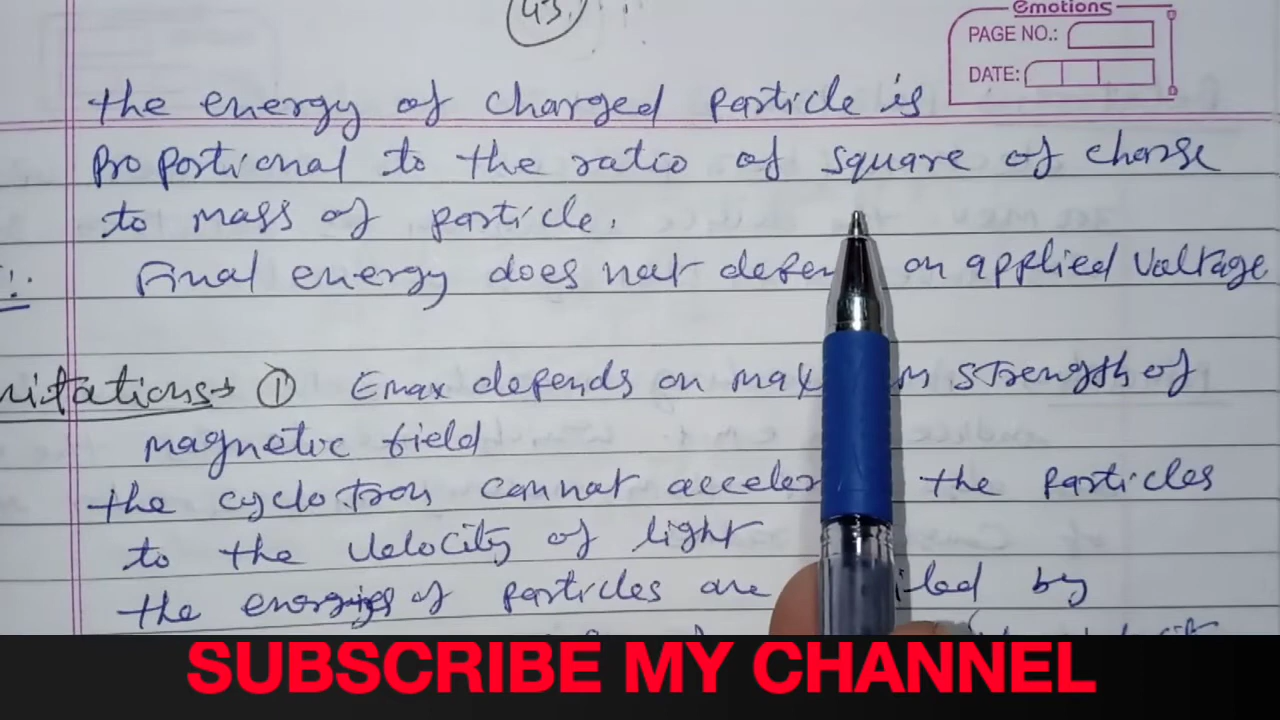 43
emotions
PAGE NO.:
DATE:
the energy of charged particle is
proportional to the ratio of square of charge
to mass of particle.
Final energy does not depen on applied voltage
mitations → ① Emax depends on max m strength of
magnetic field
the cyclotron cannot acceler the particles
to the velocity of light
the energies of particles are by
SUBSCRIBE MY CHANNEL